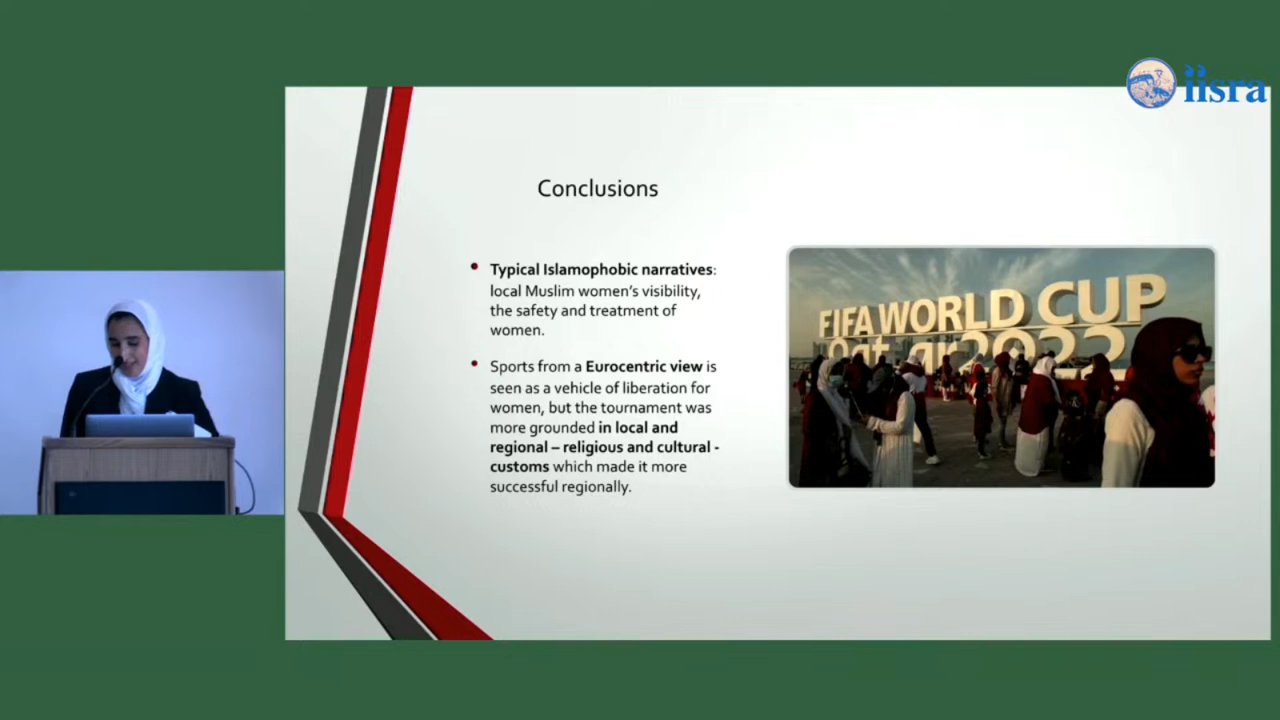 iisra
Conclusions
• Typical Islamophobic narratives:
local Muslim women's visibility,
the safety and treatment of
women.
• Sports from a Eurocentric view is
seen as a vehicle of liberation for
women, but the tournament was
more grounded in local and
regional – religious and cultural -
customs which made it more
successful regionally.
FIFA WORLD CUP
Qatar2022